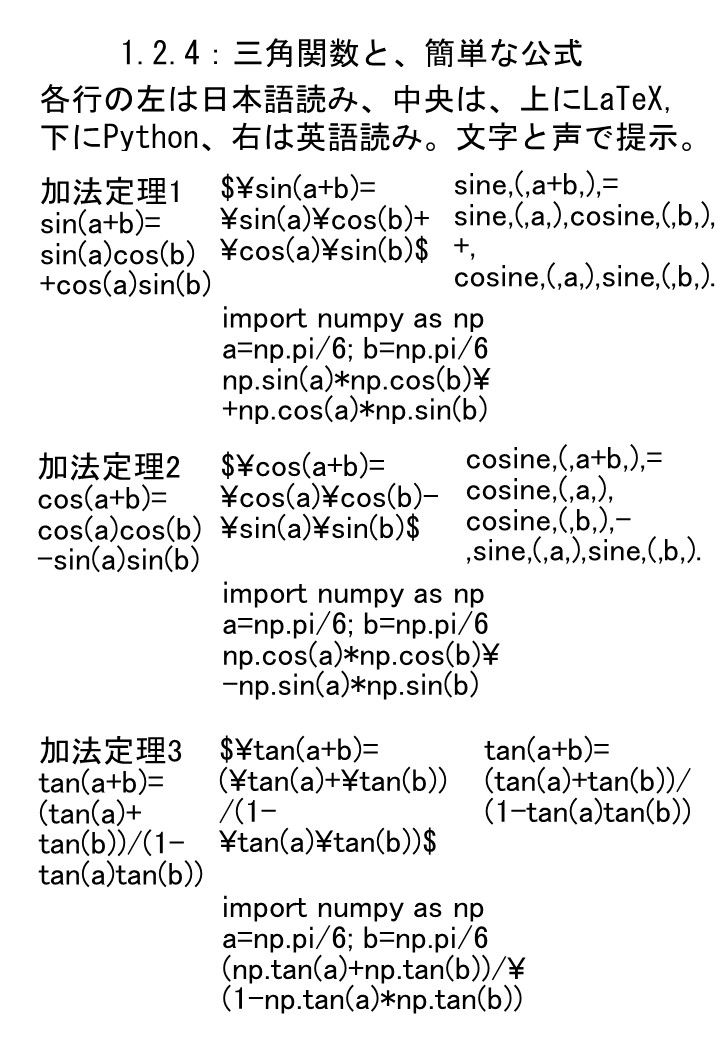 1.2.4：三角関数と、簡単な公式
各行の左は日本語読み、中央は、上にLaTeX,
下にPython、右は英語読み。文字と声で提示。
加法定理1
sin(a+b)=
sin(a)cos(b)
+cos(a)sin(b)
$¥sin(a+b)=
¥sin(a)¥cos(b)+
¥cos(a)¥sin(b)$
sine,(,a+b,),=
sine,(,a,),cosine,(,b,),
+,
cosine,(,a,),sine,(,b,).
import numpy as np
a=np.pi/6; b=np.pi/6
np.sin(a)*np.cos(b)¥
+np.cos(a)*np.sin(b)
加法定理2
cos(a+b)=
cos(a)cos(b)
-sin(a)sin(b)
$¥cos(a+b)=
¥cos(a)¥cos(b)-
¥sin(a)¥sin(b)$
cosine,(,a+b,),=
cosine,(,a,),
cosine,(,b,),-
,sine,(,a,),sine,(,b,).
import numpy as np
a=np.pi/6; b=np.pi/6
np.cos(a)*np.cos(b)¥
-np.sin(a)*np.sin(b)
加法定理3
tan(a+b)=
(tan(a)+
tan(b))/(1-
tan(a)tan(b))
$¥tan(a+b)=
(¥tan(a)+¥tan(b))
/(1-
¥tan(a)¥tan(b))$
tan(a+b)=
(tan(a)+tan(b))/
(1-tan(a)tan(b))
import numpy as np
a=np.pi/6; b=np.pi/6
(np.tan(a)+np.tan(b))/¥
(1-np.tan(a)*np.tan(b))